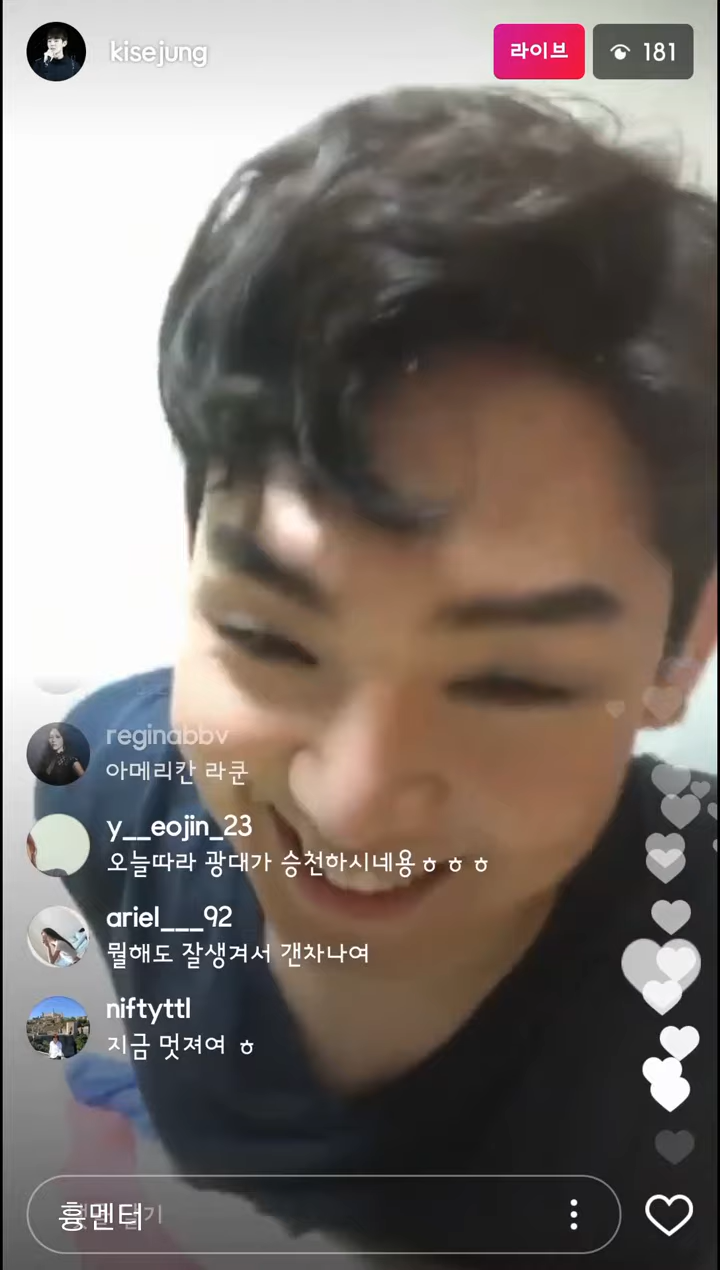 kisejung
라이브
181
reginabbv
아메리칸 라쿤
y__eojin_23
오늘따라 광대가 승천하시네용ㅎㅎㅎ
ariel___92
뭘해도 잘생겨서 갠차나여
niftyttl
지금 멋져여 ㅎ
흉멘터